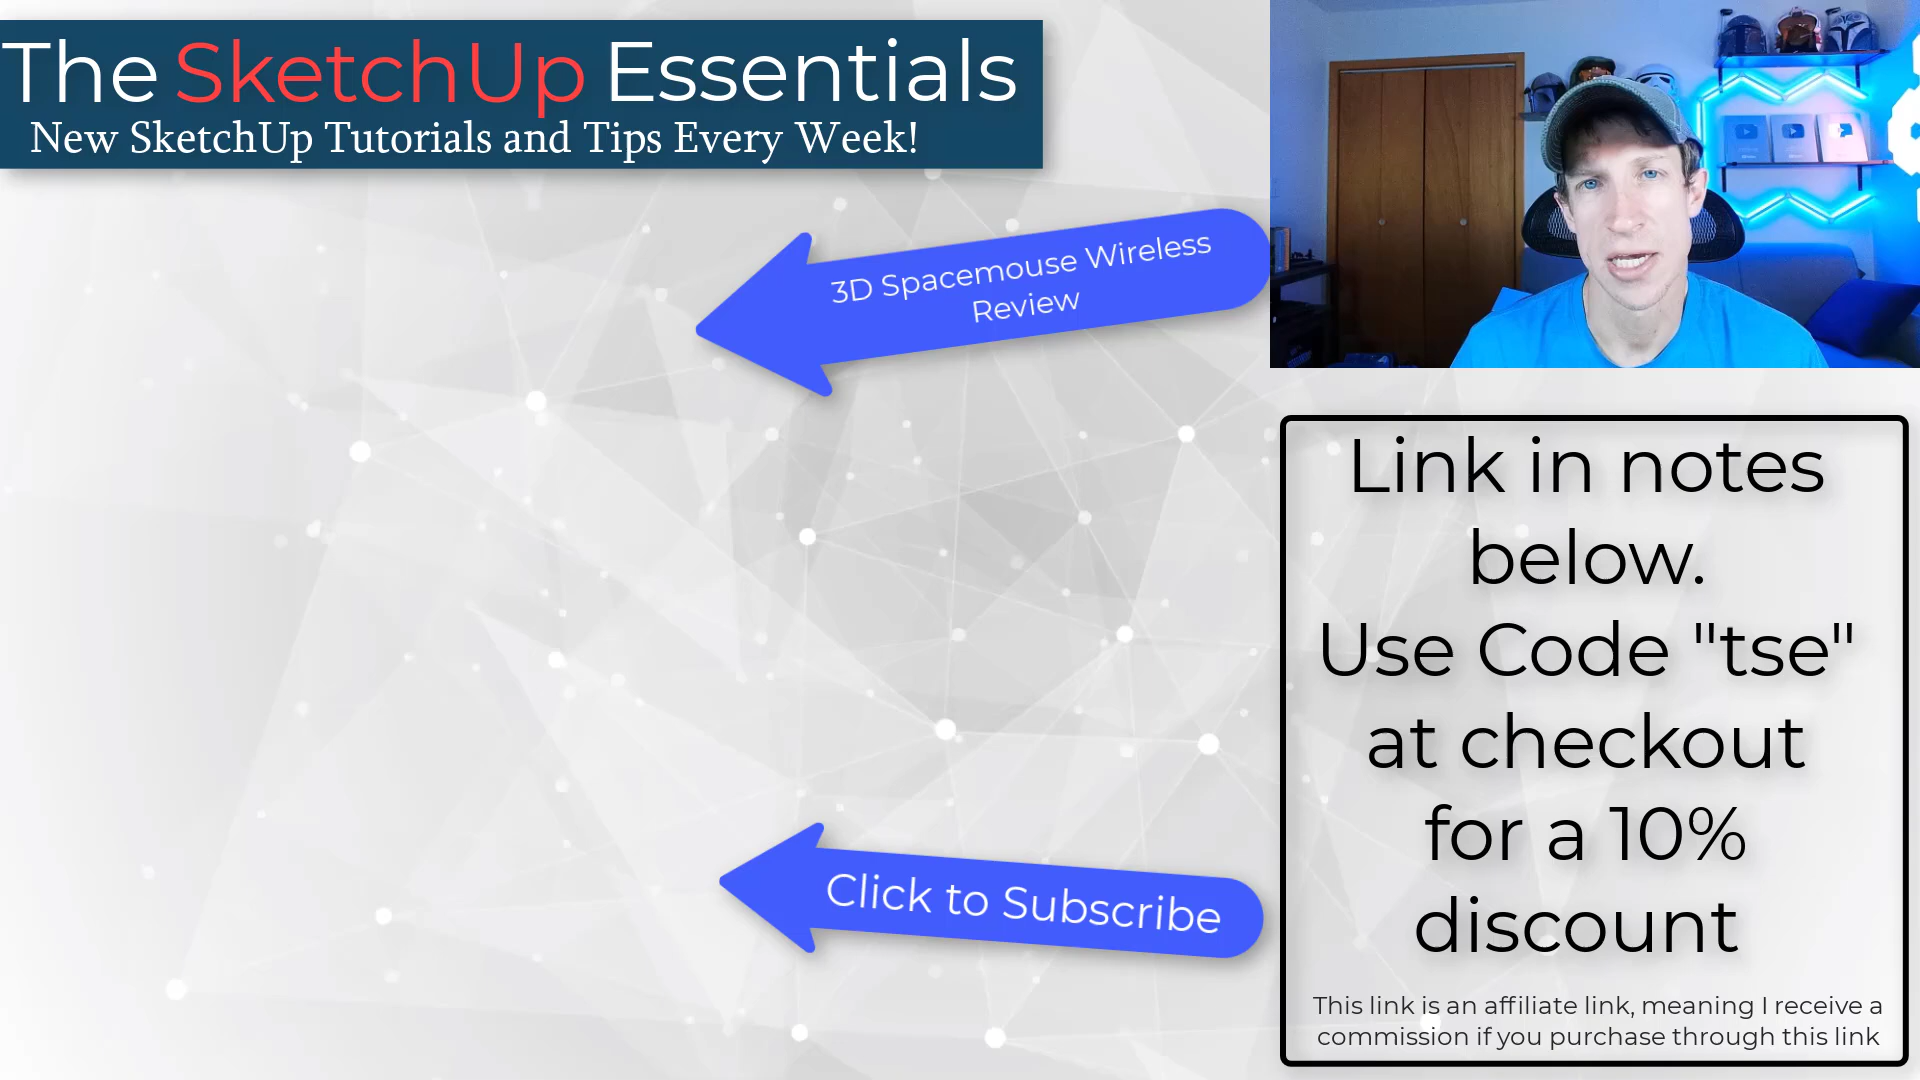 The SketchUp Essentials
New SketchUp Tutorials and Tips Every Week!
3D Spacemouse Wireless
Review
Link in notes
below.
Use Code "tse"
at checkout
for a 10%
discount
Click to Subscribe
This link is an affiliate link, meaning I receive a
commission if you purchase through this link